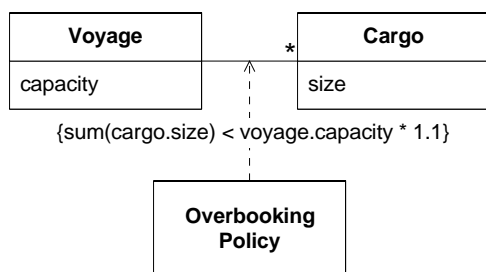 Voyage
Cargo
*
capacity
size
{sum(cargo.size) < voyage.capacity * 1.1}
Overbooking
Policy